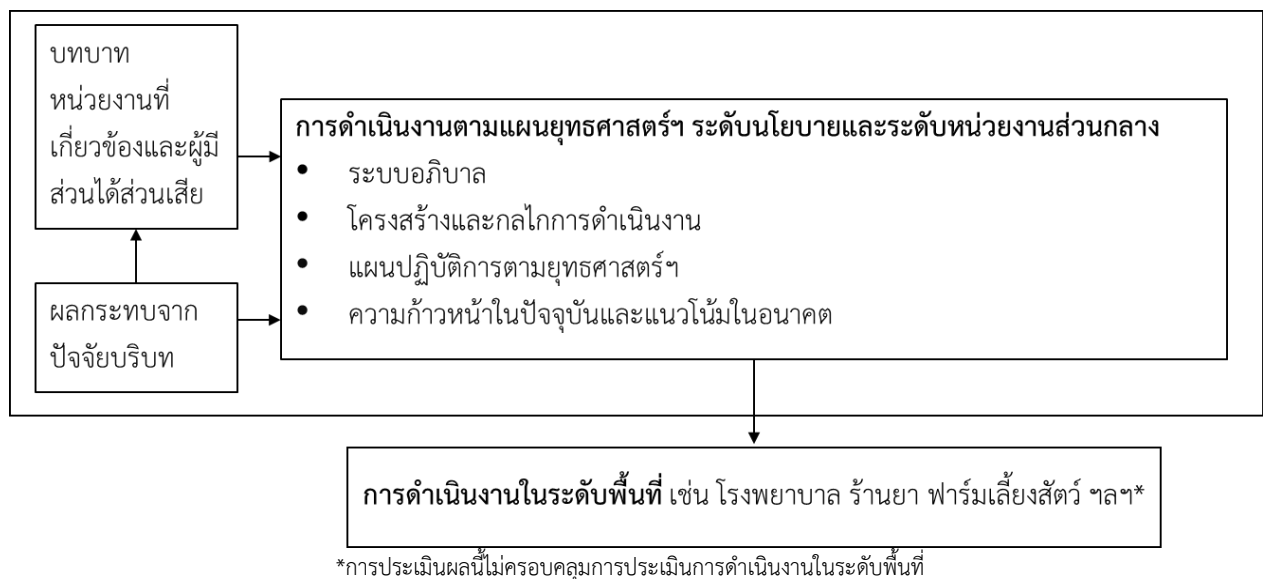 บทบาท
หน่วยงานที่
เกี่ยวข้องและผู้มี
ส่วนได้ส่วนเสีย
ผลกระทบจาก
ปัจจัยบริบท
การดำเนินงานตามแผนยุทธศาสตร์ฯ ระดับนโยบายและระดับหน่วยงานส่วนกลาง
• ระบบอภิบาล
• โครงสร้างและกลไกการดำเนินงาน
• แผนปฏิบัติการตามยุทธศาสตร์ฯ
• ความก้าวหน้าในปัจจุบันและแนวโน้มในอนาคต
การดำเนินงานในระดับพื้นที่ เช่น โรงพยาบาล ร้านยา ฟาร์มเลี้ยงสัตว์ ฯลฯ*
*การประเมินผลนี้ไม่ครอบคลุมการประเมินการดำเนินงานในระดับพื้นที่